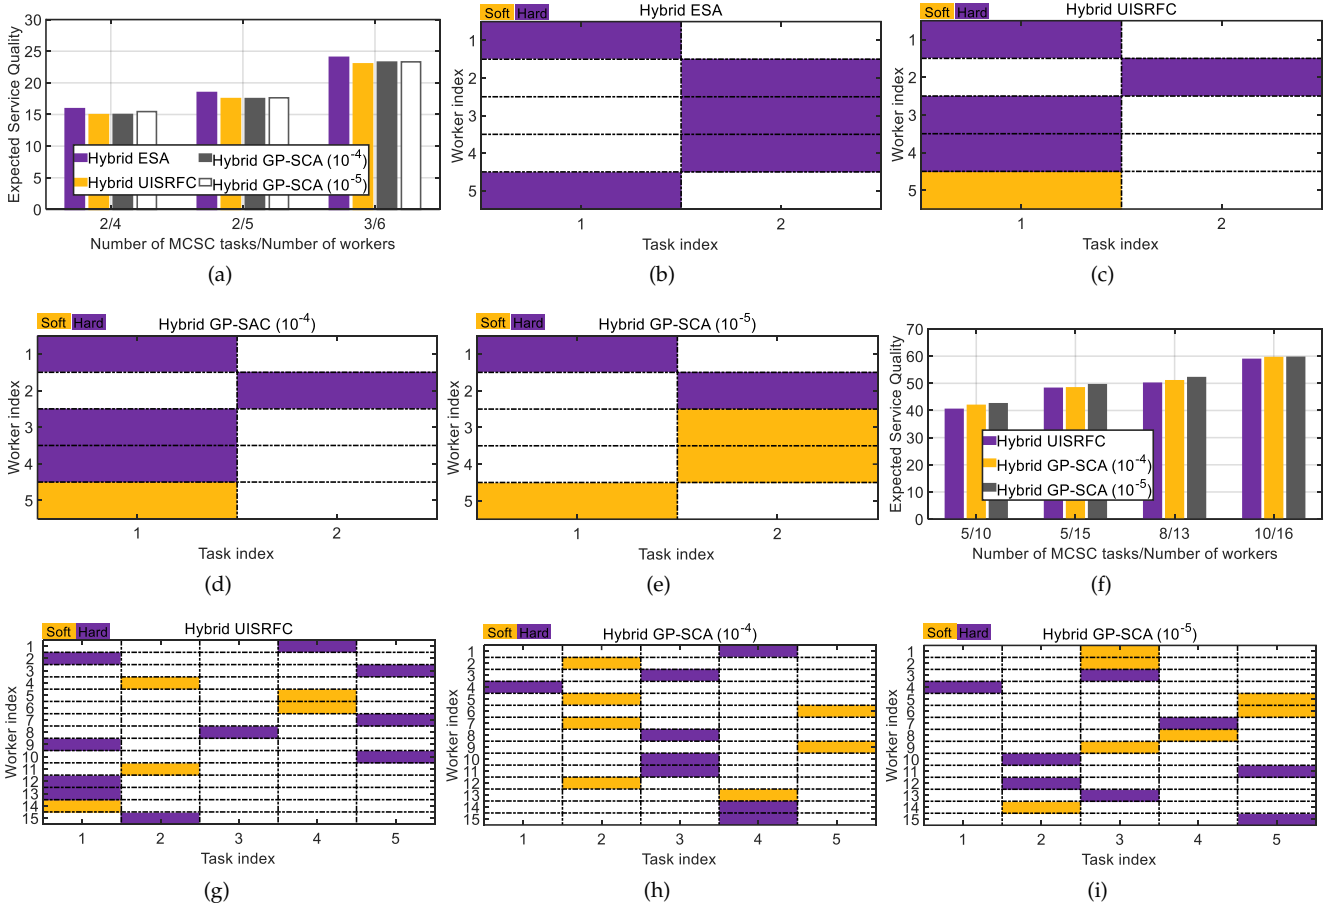 30
25
20
15
10
5
0
Expected Service Quality
Hybrid ESA
Hybrid GP-SCA (10-4)
Hybrid UISRFC
Hybrid GP-SCA (10-5)
2/4 2/5 3/6
Number of MCSC tasks/Number of workers
(a)
Soft Hard Hybrid ESA
Worker index
1
2
3
4
5
1 2
Task index
(b)
Soft Hard Hybrid UISRFC
Worker index
1
2
3
4
5
1 2
Task index
(c)
Soft Hard Hybrid GP-SAC (10-4)
Worker index
1
2
3
4
5
1 2
Task index
(d)
Soft Hard Hybrid GP-SCA (10-5)
Worker index
1
2
3
4
5
1 2
Task index
(e)
70
60
50
40
30
20
10
0
Expected Service Quality
Hybrid UISRFC
Hybrid GP-SCA (10-4)
Hybrid GP-SCA (10-5)
5/10 5/15 8/13 10/16
Number of MCSC tasks/Number of workers
(f)
Soft Hard Hybrid UISRFC
Worker index
1
2
3
4
5
6
7
8
9
10
11
12
13
14
15
1 2 3 4 5
Task index
(g)
Soft Hard Hybrid GP-SCA (10-4)
Worker index
1
2
3
4
5
6
7
8
9
10
11
12
13
14
15
1 2 3 4 5
Task index
(h)
Soft Hard Hybrid GP-SCA (10-5)
Worker index
1
2
3
4
5
6
7
8
9
10
11
12
13
14
15
1 2 3 4 5
Task index
(i)